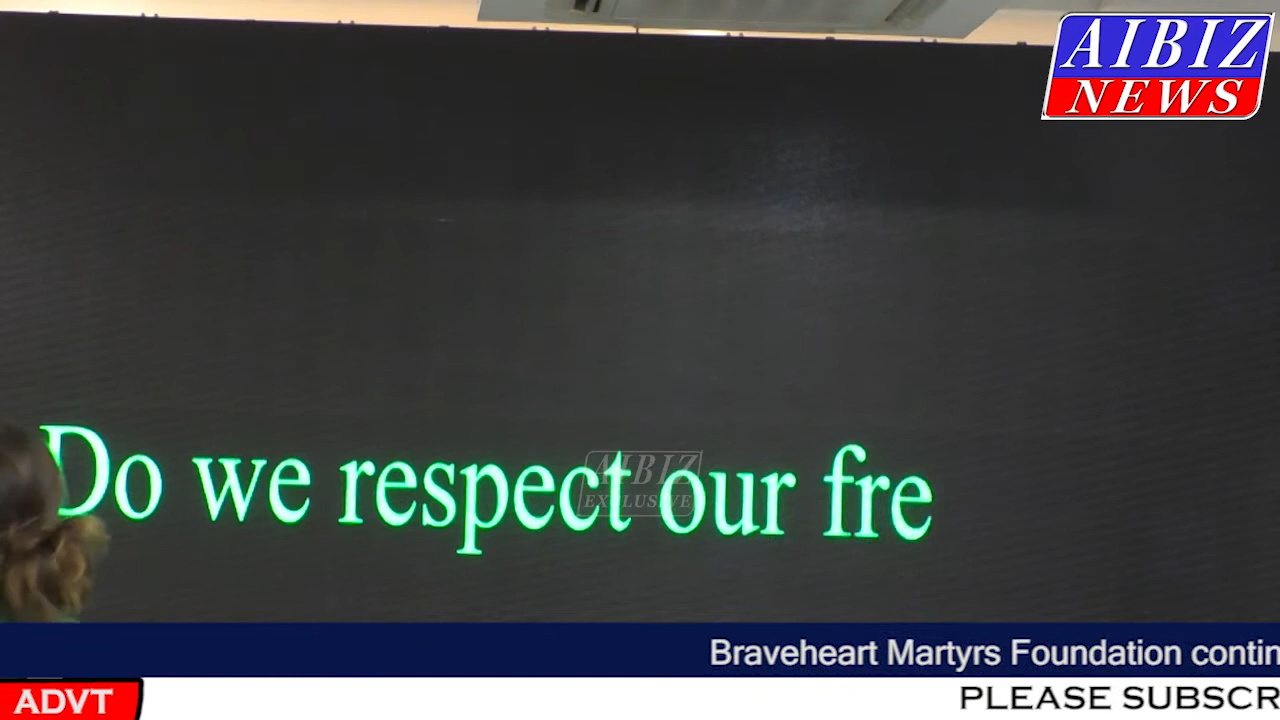 AIBIZ
NEWS
Do we respect our fre
AIBIZ
EXCLUSIVE
Braveheart Martyrs Foundation contin
ADVT
PLEASE SUBSCR